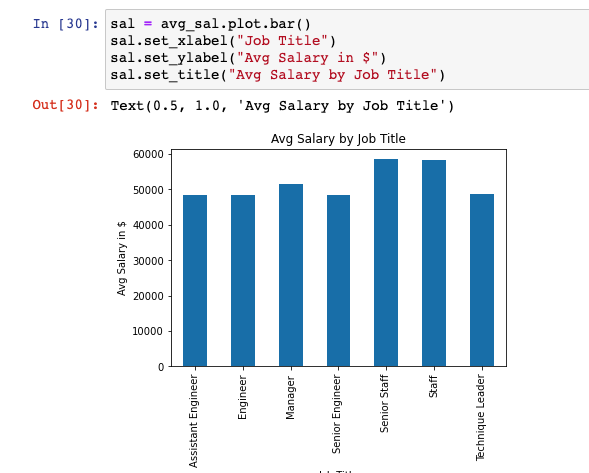 In [30]: sal = avg_sal.plot.bar()
sal.set_xlabel("Job Title")
sal.set_ylabel("Avg Salary in $")
sal.set_title("Avg Salary by Job Title")
Out[30]: Text(0.5, 1.0, 'Avg Salary by Job Title')
Avg Salary by Job Title
60000
50000
40000
30000
20000
10000
0
Avg Salary in $
Assistant Engineer
Engineer
Manager
Senior Engineer
Senior Staff
Staff
Technique Leader
Job Title